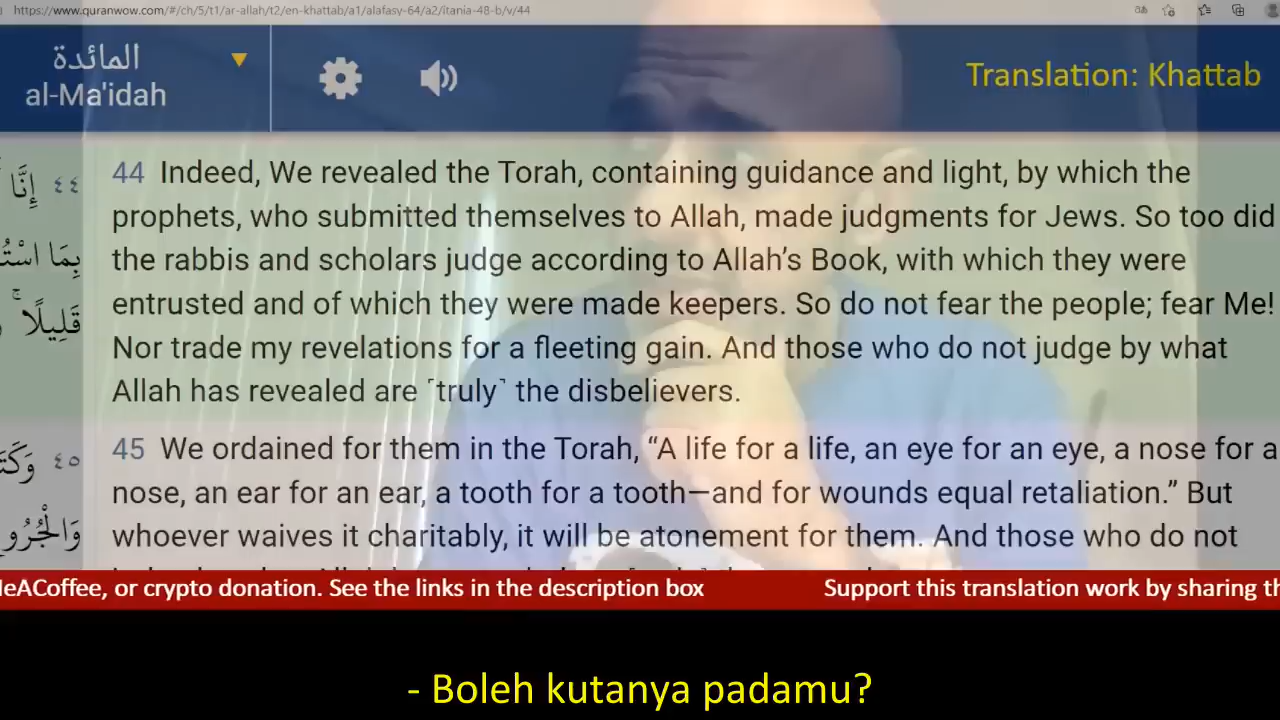 https://www.quranwow.com/#/ch/5/t1/ar-allah/t2/en-khattab/a1/alafasy-64/a2/itania-48-b/v/44
المائدة
al-Ma'idah
Translation: Khattab
٤٤ إِنَّا
44 Indeed, We revealed the Torah, containing guidance and light, by which the
prophets, who submitted themselves to Allah, made judgments for Jews. So too did
the rabbis and scholars judge according to Allah’s Book, with which they were
entrusted and of which they were made keepers. So do not fear the people; fear Me!
قَلِيلًا ۚ
Nor trade my revelations for a fleeting gain. And those who do not judge by what
Allah has revealed are ˹truly˺ the disbelievers.
٤٥
45 We ordained for them in the Torah, “A life for a life, an eye for an eye, a nose for a
nose, an ear for an ear, a tooth for a tooth—and for wounds equal retaliation.” But
whoever waives it charitably, it will be atonement for them. And those who do not
leACoffee, or crypto donation. See the links in the description box
Support this translation work by sharing th
- Boleh kutanya padamu?